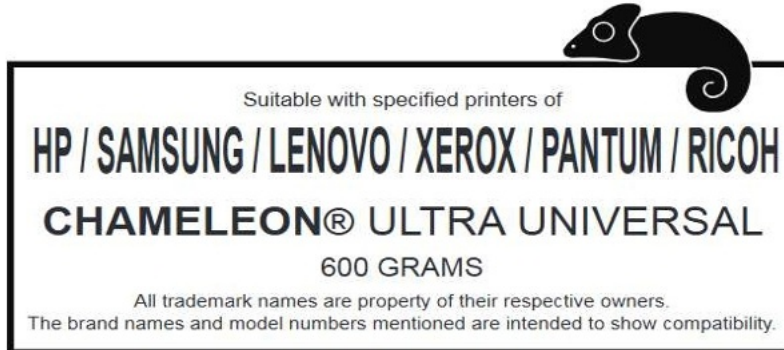 Suitable with specified printers of
HP / SAMSUNG / LENOVO / XEROX / PANTUM / RICOH
CHAMELEON® ULTRA UNIVERSAL
600 GRAMS
All trademark names are property of their respective owners.
The brand names and model numbers mentioned are intended to show compatibility.